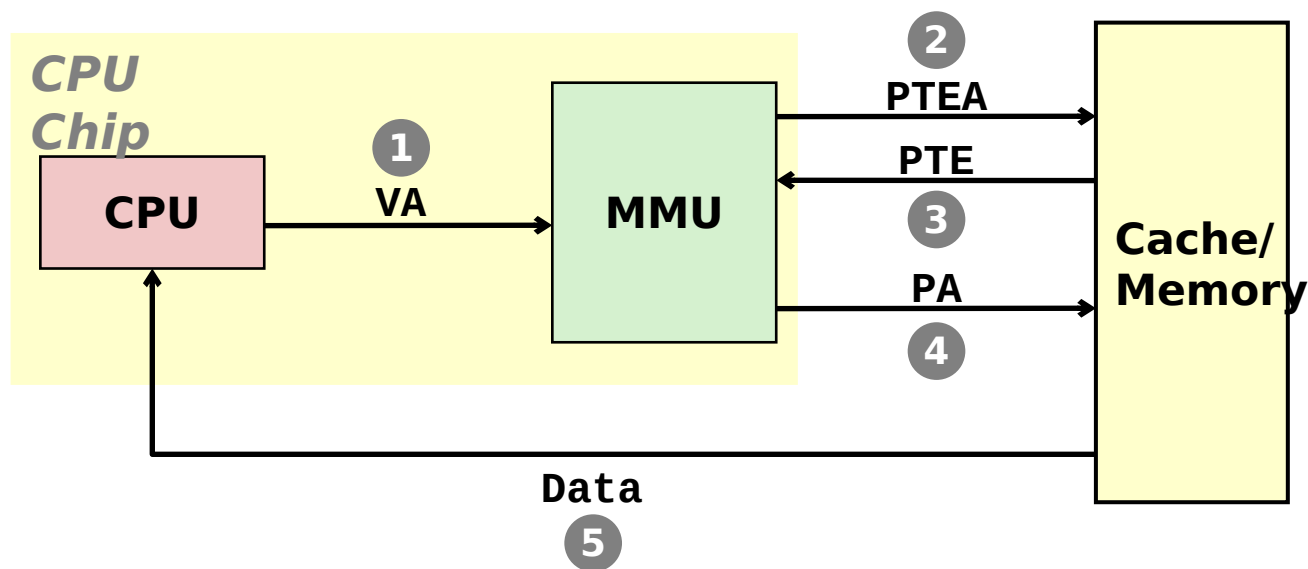 CPU
Chip
2
PTEA
1
VA
PTE
3
CPU
MMU
Cache/
Memory
PA
4
Data
5